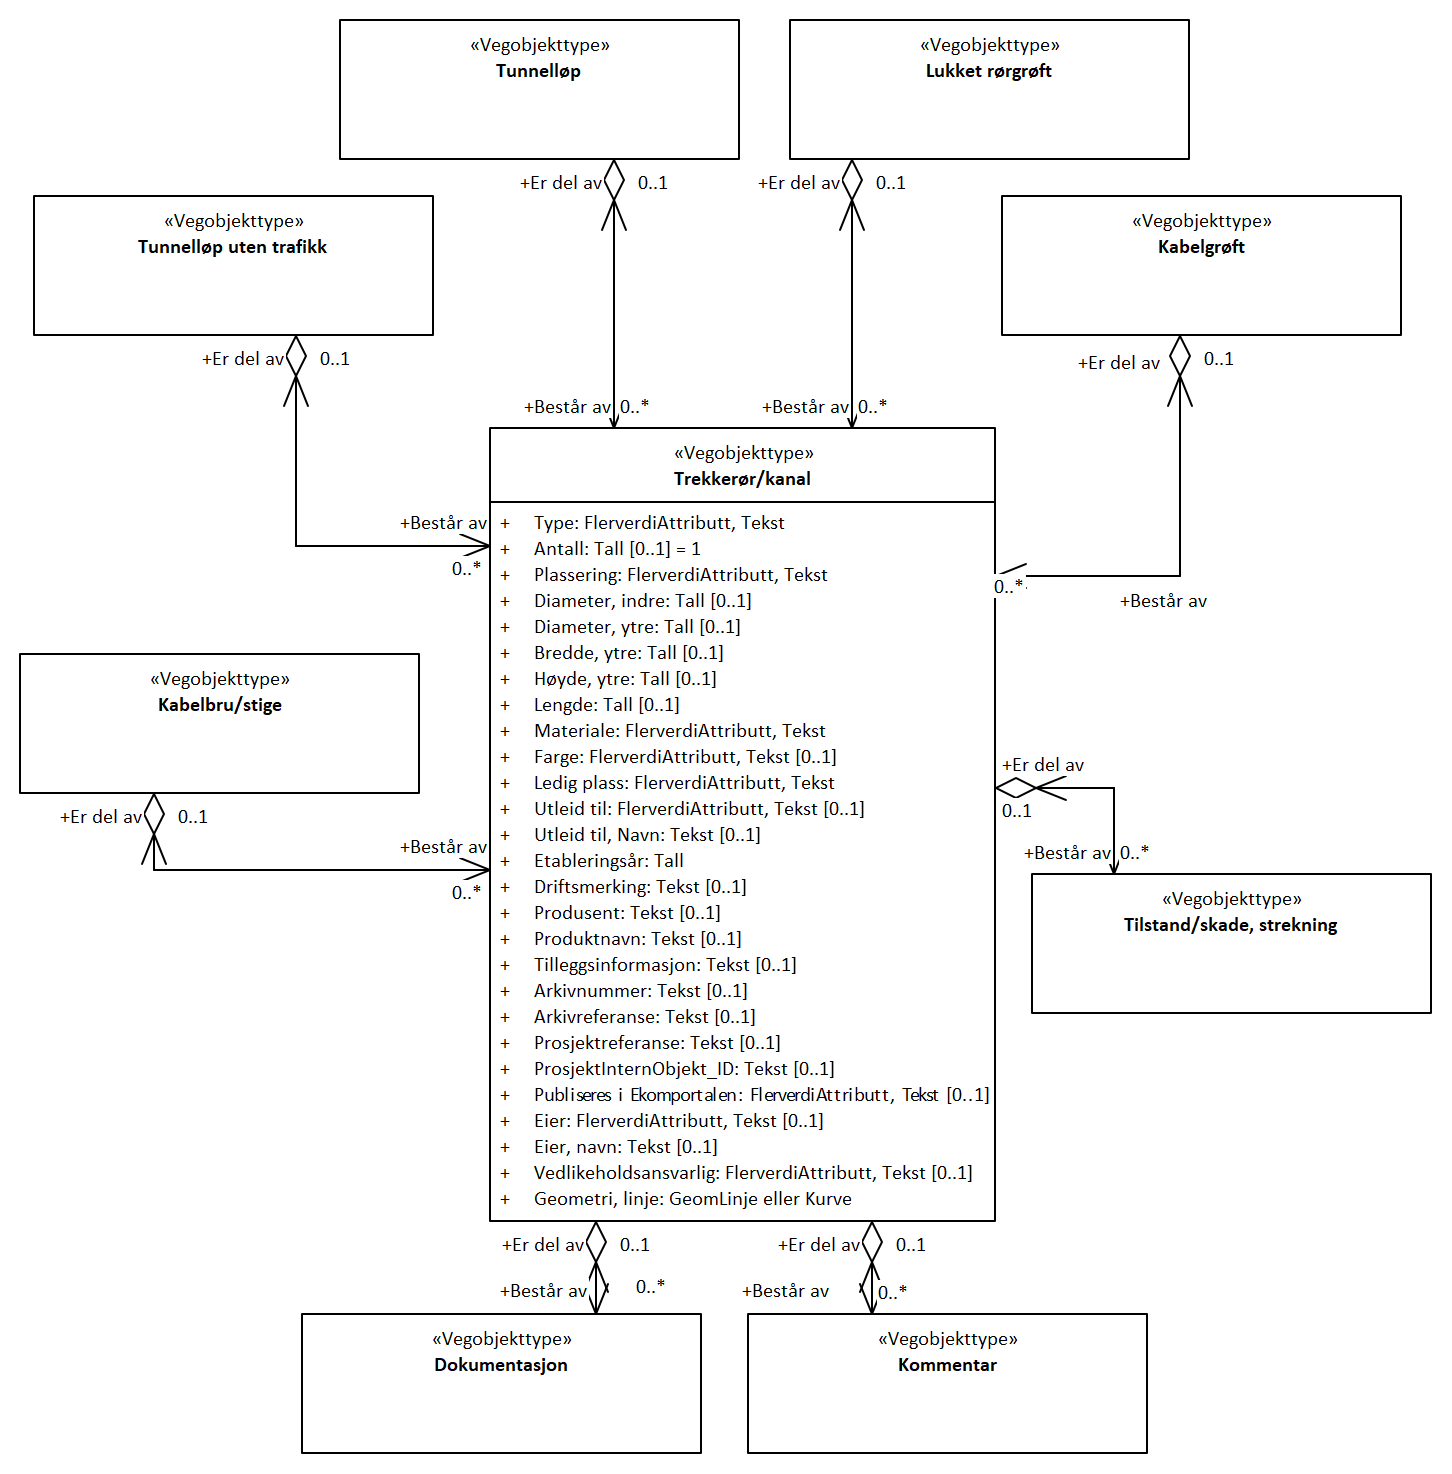 «Vegobjekttype»
Tunnelløp
«Vegobjekttype»
Lukket rørgrøft
+Er del av 0..1
+Er del av 0..1
«Vegobjekttype»
Tunnelløp uten trafikk
«Vegobjekttype»
Kabelgrøft
+Er del av 0..1
+Er del av 0..1
+Består av 0..*
+Består av 0..*
«Vegobjekttype»
Trekkerør/kanal
+Består av
0..*
0..*
+Består av
+ Type: FlerverdiAttributt, Tekst
+ Antall: Tall [0..1] = 1
+ Plassering: FlerverdiAttributt, Tekst
+ Diameter, indre: Tall [0..1]
+ Diameter, ytre: Tall [0..1]
+ Bredde, ytre: Tall [0..1]
+ Høyde, ytre: Tall [0..1]
+ Lengde: Tall [0..1]
+ Materiale: FlerverdiAttributt, Tekst
+ Farge: FlerverdiAttributt, Tekst [0..1]
+ Ledig plass: FlerverdiAttributt, Tekst
+ Utleid til: FlerverdiAttributt, Tekst [0..1]
+ Utleid til, Navn: Tekst [0..1]
+ Etableringsår: Tall
+ Driftsmerking: Tekst [0..1]
+ Produsent: Tekst [0..1]
+ Produktnavn: Tekst [0..1]
+ Tilleggsinformasjon: Tekst [0..1]
+ Arkivnummer: Tekst [0..1]
+ Arkivreferanse: Tekst [0..1]
+ Prosjektreferanse: Tekst [0..1]
+ ProsjektInternObjekt_ID: Tekst [0..1]
+ Publiseres i Ekomportalen: FlerverdiAttributt, Tekst [0..1]
+ Eier: FlerverdiAttributt, Tekst [0..1]
+ Eier, navn: Tekst [0..1]
+ Vedlikeholdsansvarlig: FlerverdiAttributt, Tekst [0..1]
+ Geometri, linje: GeomLinje eller Kurve
«Vegobjekttype»
Kabelbru/stige
+Er del av 0..1
+Består av
0..*
+Er del av
0..1
+Består av 0..*
«Vegobjekttype»
Tilstand/skade, strekning
+Er del av 0..1
+Består av 0..*
«Vegobjekttype»
Dokumentasjon
+Er del av 0..1
+Består av 0..*
«Vegobjekttype»
Kommentar